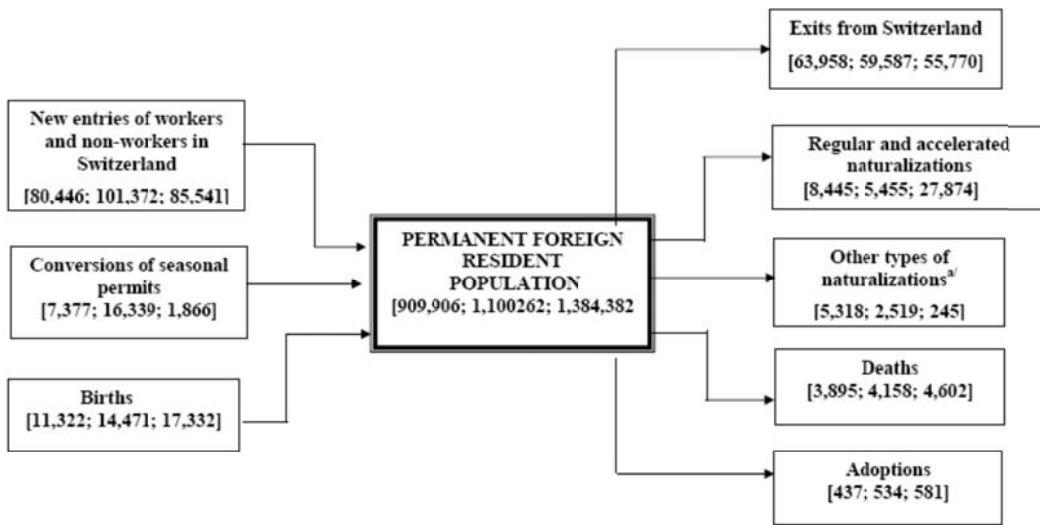 New entries of workers
and non-workers in
Switzerland
[80,446; 101,372; 85,541]
Conversions of seasonal
permits
[7,377; 16,339; 1,866]
Births
[11,322; 14,471; 17,332]
PERMANENT FOREIGN
RESIDENT
POPULATION
[909,906; 1,100262; 1,384,382
Exits from Switzerland
[63,958; 59,587; 55,770]
Regular and accelerated
naturalizations
[8,445; 5,455; 27,874]
Other types of
naturalizations a/
[5,318; 2,519; 245]
Deaths
[3,895; 4,158; 4,602]
Adoptions
[437; 534; 581]